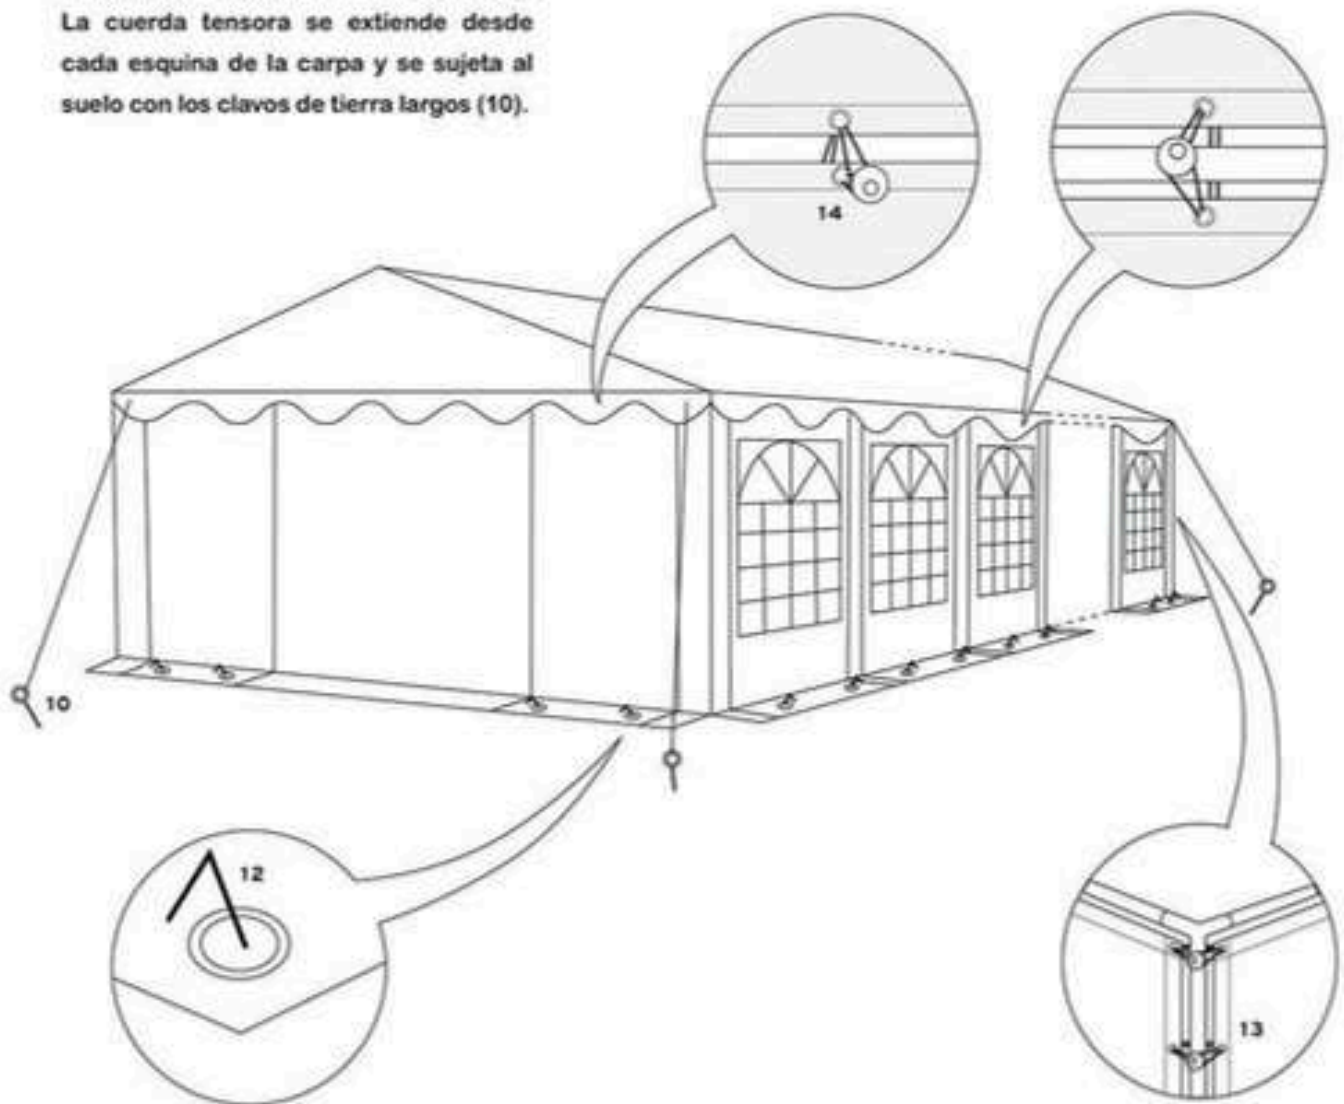 La cuerda tensora se extiende desde
cada esquina de la carpa y se sujeta al
suelo con los clavos de tierra largos (10).
14
10
12
13